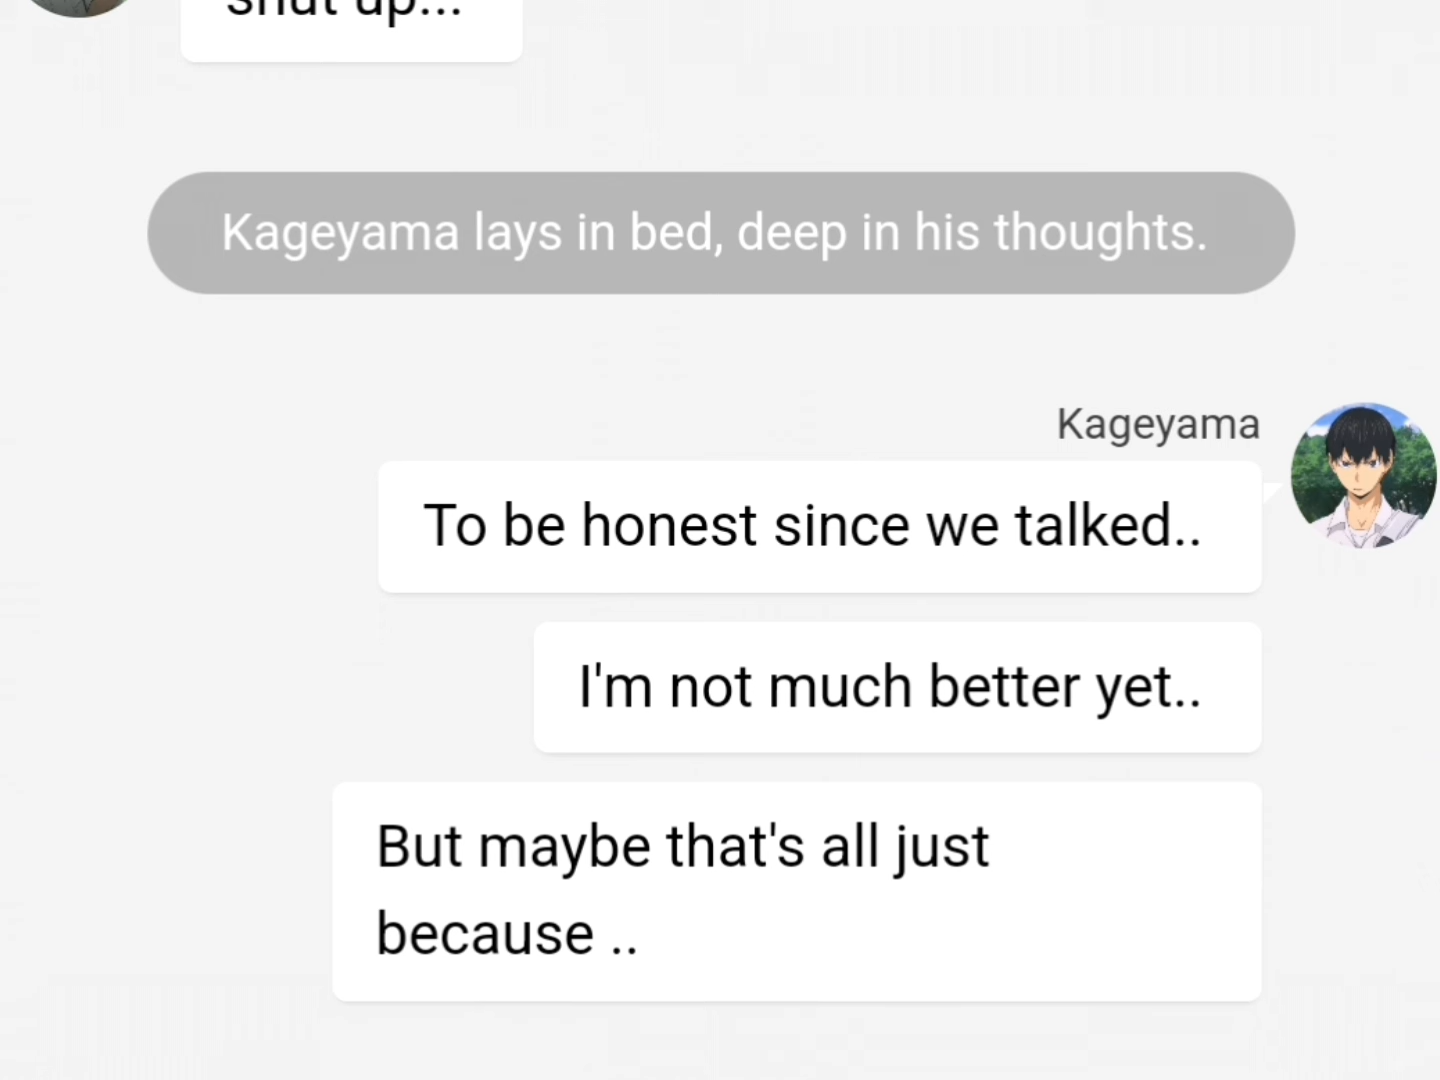 shut up...
Kageyama lays in bed, deep in his thoughts.
Kageyama
To be honest since we talked..
I'm not much better yet..
But maybe that's all just
because ..